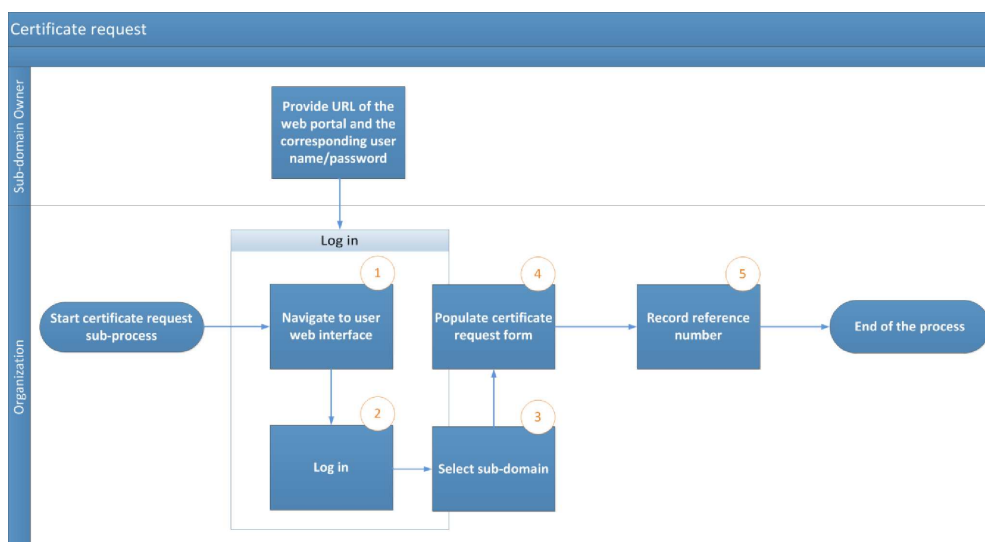 Certificate request
Sub-domain Owner
Provide URL of the
web portal and the
corresponding user
name/password
Organization
Log in
Start certificate request
sub-process
1
Navigate to user
web interface
2
Log in
3
Select sub-domain
4
Populate certificate
request form
5
Record reference
number
End of the process